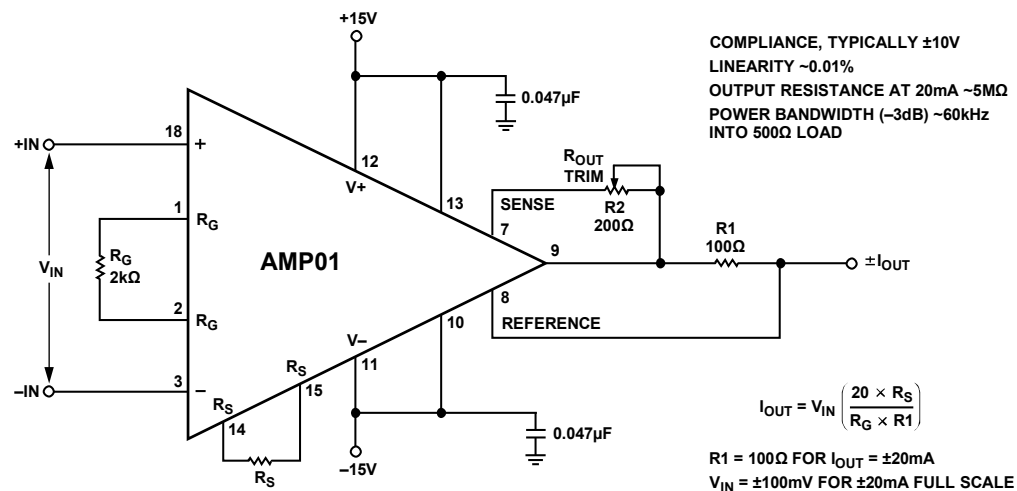 +15V
COMPLIANCE, TYPICALLY ±10V
LINEARITY ~0.01%
OUTPUT RESISTANCE AT 20mA ~5MΩ
POWER BANDWIDTH (–3dB) ~60kHz
INTO 500Ω LOAD
0.047µF
+IN
18
+
12
V+
13
R_OUT
TRIM
R2
200Ω
SENSE
7
R1
100Ω
1
R_G
R_G
2kΩ
V_IN
AMP01
9
±I_OUT
8
REFERENCE
2
R_G
10
V–
11
–IN
3
–
R_S
15
R_S
14
R_S
0.047µF
–15V
I_OUT = V_IN (20 × R_S / R_G × R1)
R1 = 100Ω FOR I_OUT = ±20mA
V_IN = ±100mV FOR ±20mA FULL SCALE